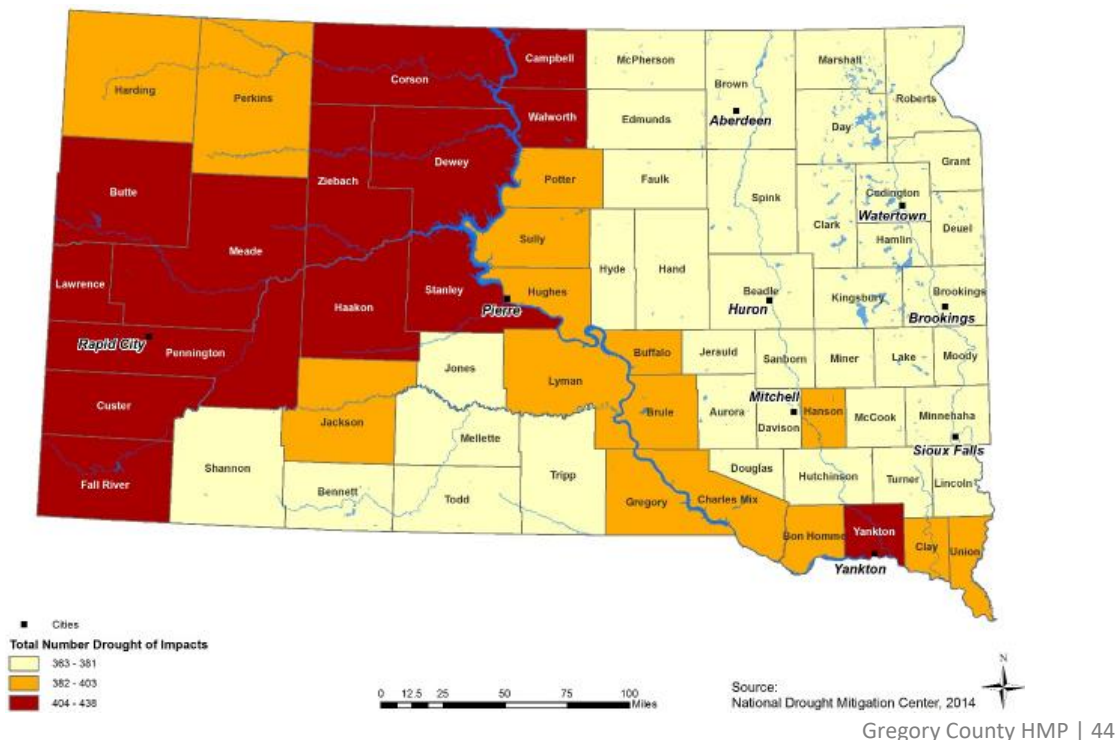 Harding
Perkins
Corson
Campbell
McPherson
Brown
Marshall
Roberts
Walworth
Edmunds
Aberdeen
Day
Dewey
Grant
Butte
Ziebach
Potter
Faulk
Spink
Codington
Watertown
Clark
Deuel
Sully
Hamlin
Meade
Hyde
Hand
Lawrence
Haakon
Stanley
Hughes
Pierre
Beadle
Huron
Kingsbury
Brookings
Brookings
Rapid City
Pennington
Jones
Buffalo
Jerauld
Sanborn
Miner
Lake
Moody
Lyman
Custer
Mitchell
Jackson
Brule
Aurora
Davison
Hanson
McCook
Minnehaha
Mellette
Sioux Falls
Shannon
Fall River
Bennett
Todd
Tripp
Douglas
Hutchinson
Turner
Lincoln
Gregory
Charles Mix
Bon Homme
Yankton
Clay
Union
Yankton
Cities
Total Number Drought of Impacts
363 - 381
382 - 403
404 - 438
0 12.5 25 50 75 100
Miles
Source:
National Drought Mitigation Center, 2014
N
Gregory County HMP | 44